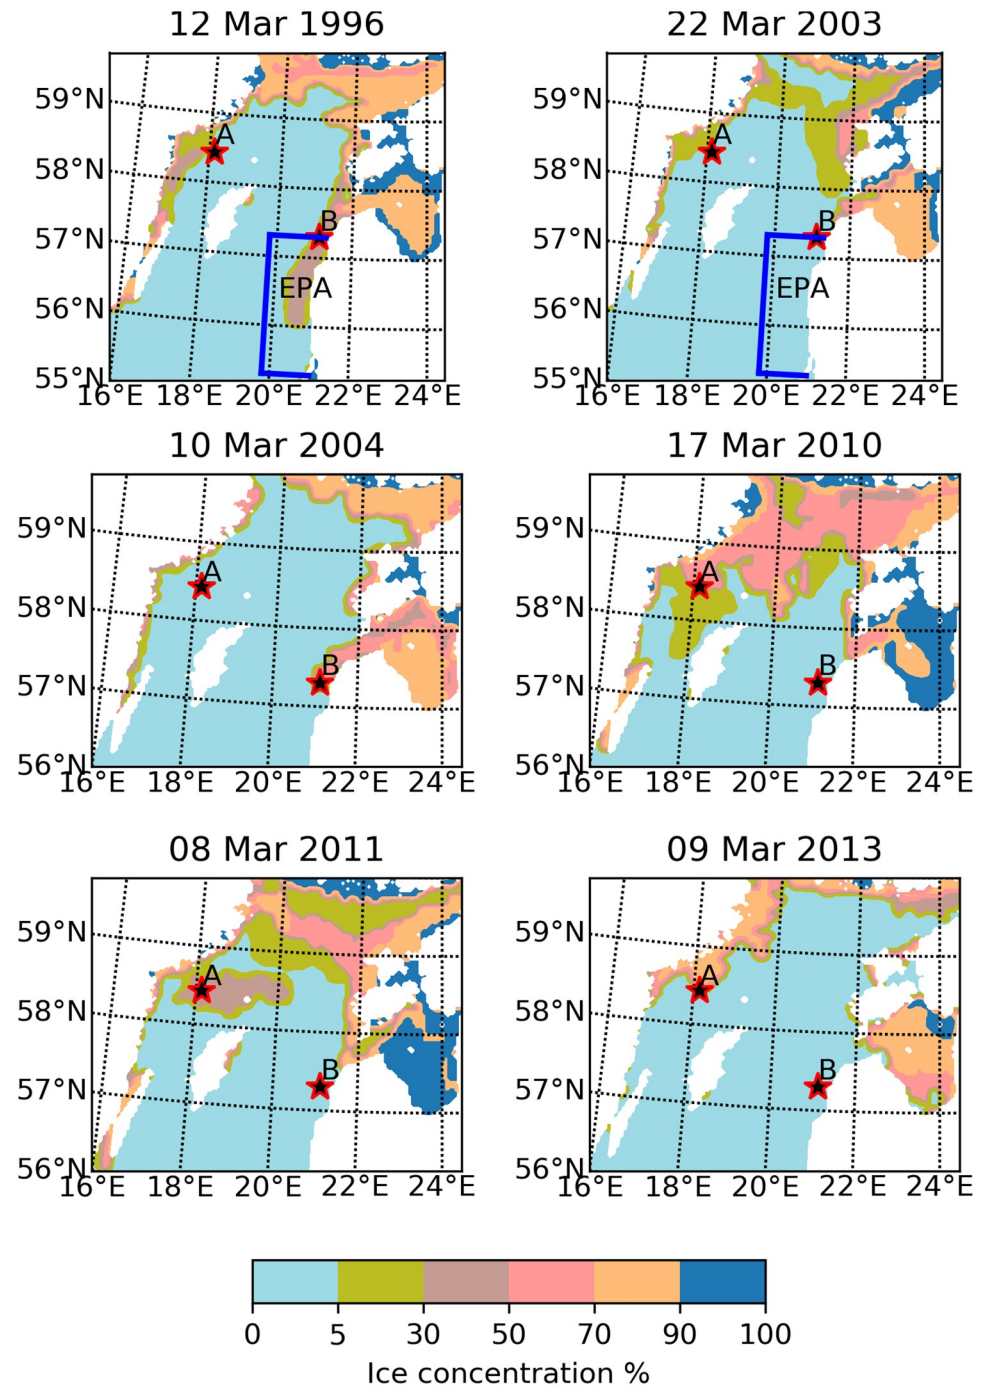 12 Mar 1996
22 Mar 2003
59°N
58°N
57°N
56°N
55°N
16°E 18°E 20°E 22°E 24°E
A
B
EPA
59°N
58°N
57°N
56°N
55°N
16°E 18°E 20°E 22°E 24°E
A
B
EPA
10 Mar 2004
17 Mar 2010
59°N
58°N
57°N
56°N
16°E 18°E 20°E 22°E 24°E
A
B
59°N
58°N
57°N
56°N
16°E 18°E 20°E 22°E 24°E
A
B
08 Mar 2011
09 Mar 2013
59°N
58°N
57°N
56°N
16°E 18°E 20°E 22°E 24°E
A
B
59°N
58°N
57°N
56°N
16°E 18°E 20°E 22°E 24°E
A
B
0 5 30 50 70 90 100
Ice concentration %